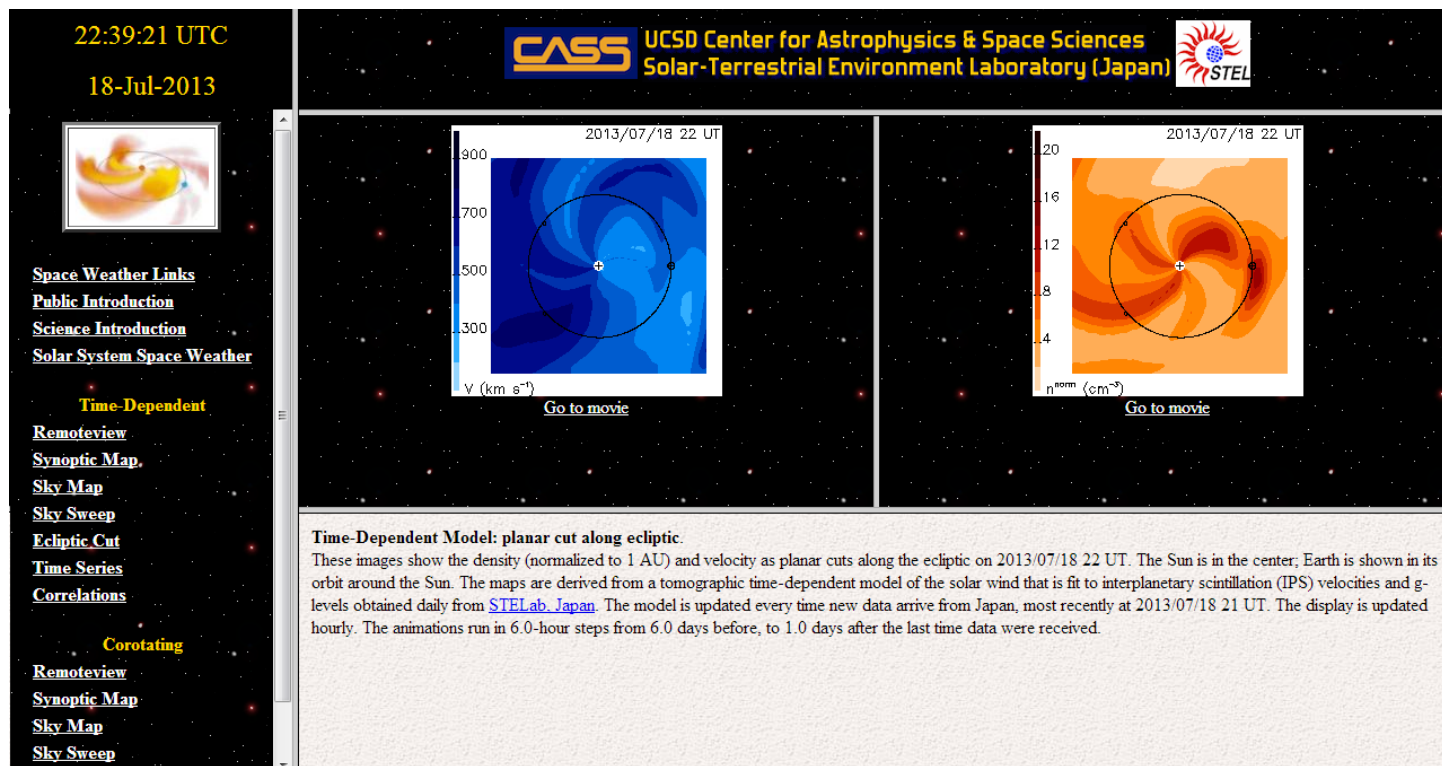 22:39:21 UTC
18-Jul-2013
CASS
UCSD Center for Astrophysics & Space Sciences
Solar-Terrestrial Environment Laboratory (Japan)
STEL
Space Weather Links
Public Introduction
Science Introduction
Solar System Space Weather
Time-Dependent
Remoteview
Synoptic Map
Sky Map
Sky Sweep
Ecliptic Cut
Time Series
Correlations
Corotating
Remoteview
Synoptic Map
Sky Map
Sky Sweep
2013/07/18 22 UT
900
700
500
300
V (km s⁻¹)
Go to movie
2013/07/18 22 UT
20
16
12
8
4
nⁿᵒʳᵐ (cm⁻³)
Go to movie
Time-Dependent Model: planar cut along ecliptic.
These images show the density (normalized to 1 AU) and velocity as planar cuts along the ecliptic on 2013/07/18 22 UT. The Sun is in the center; Earth is shown in its
orbit around the Sun. The maps are derived from a tomographic time-dependent model of the solar wind that is fit to interplanetary scintillation (IPS) velocities and g-
levels obtained daily from STELab, Japan. The model is updated every time new data arrive from Japan, most recently at 2013/07/18 21 UT. The display is updated
hourly. The animations run in 6.0-hour steps from 6.0 days before, to 1.0 days after the last time data were received.